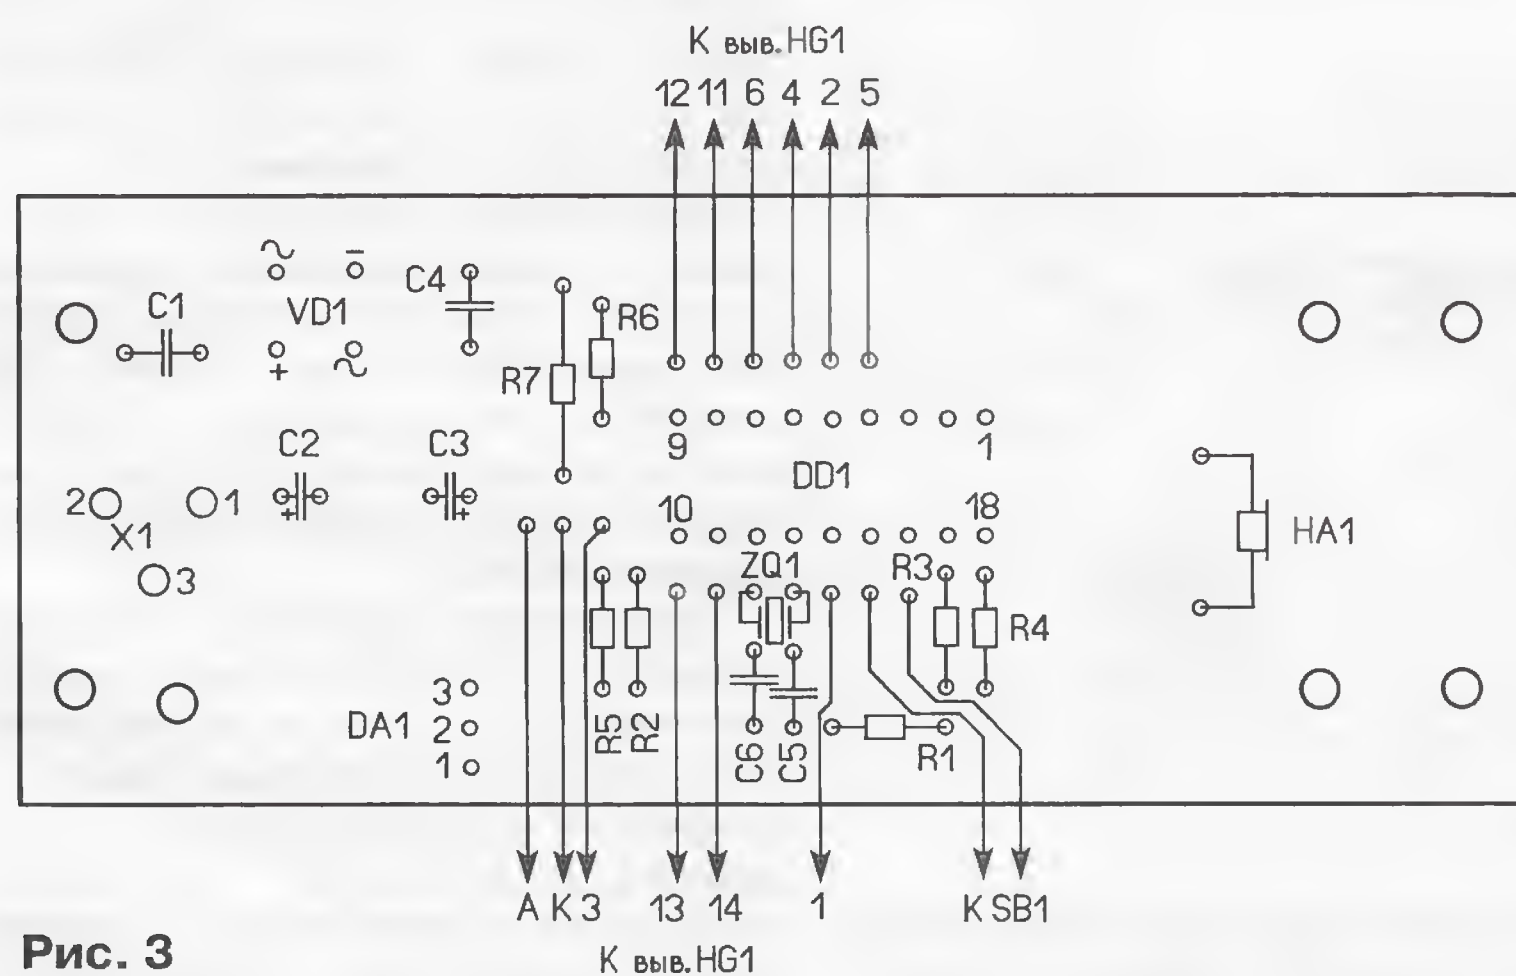 К выв. HG1
12 11 6 4 2 5
C1
~ −
VD1
+ ~
C4
R6
R7
C2
+
C3
+
9 1
DD1
10 18
2 1
X1
3
HA1
ZQ1
R3
R4
DA1
3
2
1
R5
R2
C6
C5
R1
А К 3 13 14 1 К SB1
К выв. HG1
Рис. 3